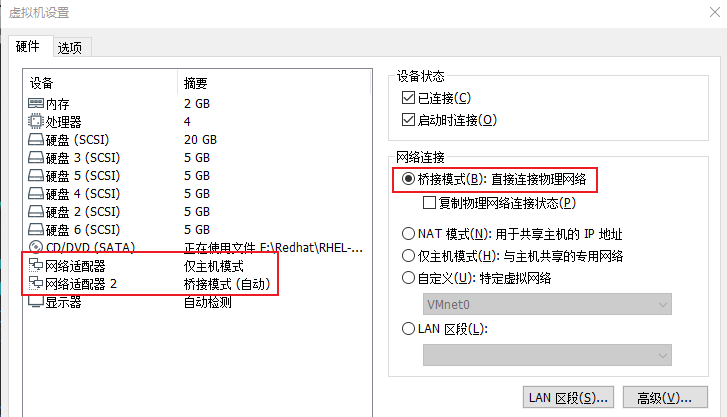 虚拟机设置
硬件 选项
设备 摘要
内存 2 GB
处理器 4
硬盘 (SCSI) 20 GB
硬盘 3 (SCSI) 5 GB
硬盘 5 (SCSI) 5 GB
硬盘 4 (SCSI) 5 GB
硬盘 2 (SCSI) 5 GB
硬盘 6 (SCSI) 5 GB
CD/DVD (SATA) 正在使用文件 E:\Redhat\RHEL-...
网络适配器 仅主机模式
网络适配器 2 桥接模式 (自动)
显示器 自动检测
设备状态
已连接(C)
启动时连接(O)
网络连接
桥接模式(B): 直接连接物理网络
复制物理网络连接状态(P)
NAT 模式(N): 用于共享主机的 IP 地址
仅主机模式(H): 与主机共享的专用网络
自定义(U): 特定虚拟网络
VMnet0
LAN 区段(L):
LAN 区段(S)... 高级(V)...